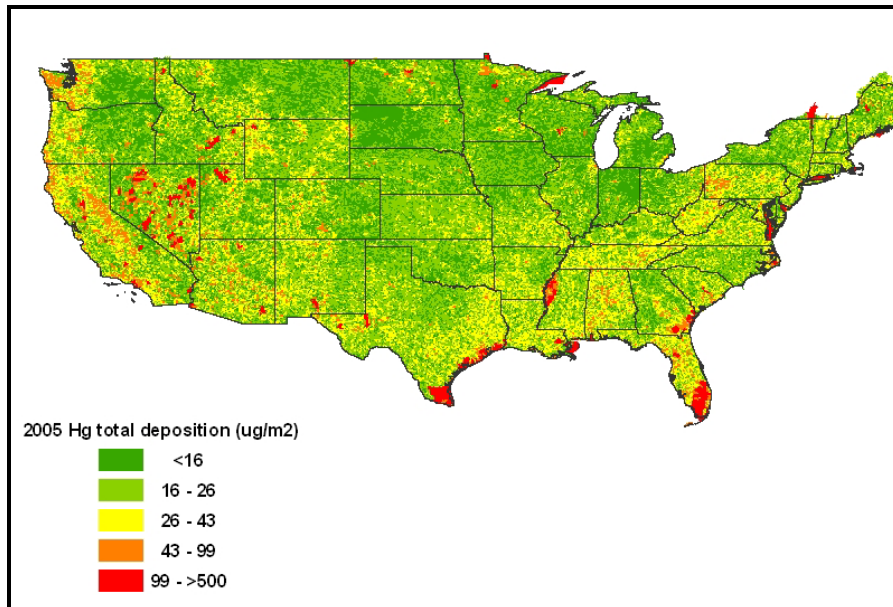 2005 Hg total deposition (ug/m2)
<16
16 - 26
26 - 43
43 - 99
99 - >500